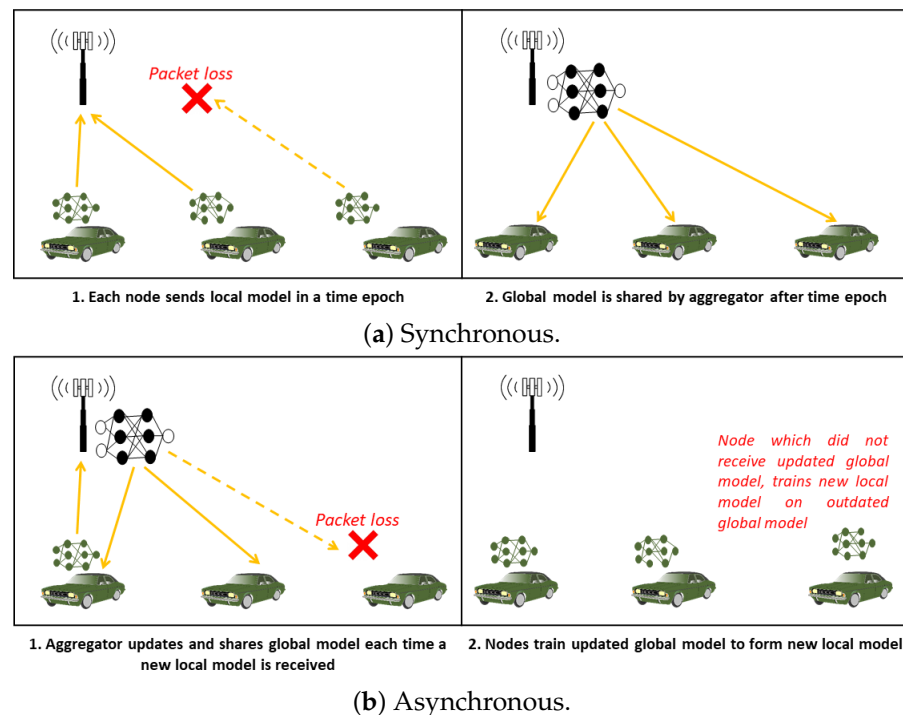 Packet loss
1. Each node sends local model in a time epoch
2. Global model is shared by aggregator after time epoch
(a) Synchronous.
Packet loss
Node which did not
receive updated global
model, trains new local
model on outdated
global model
1. Aggregator updates and shares global model each time a
new local model is received
2. Nodes train updated global model to form new local model
(b) Asynchronous.